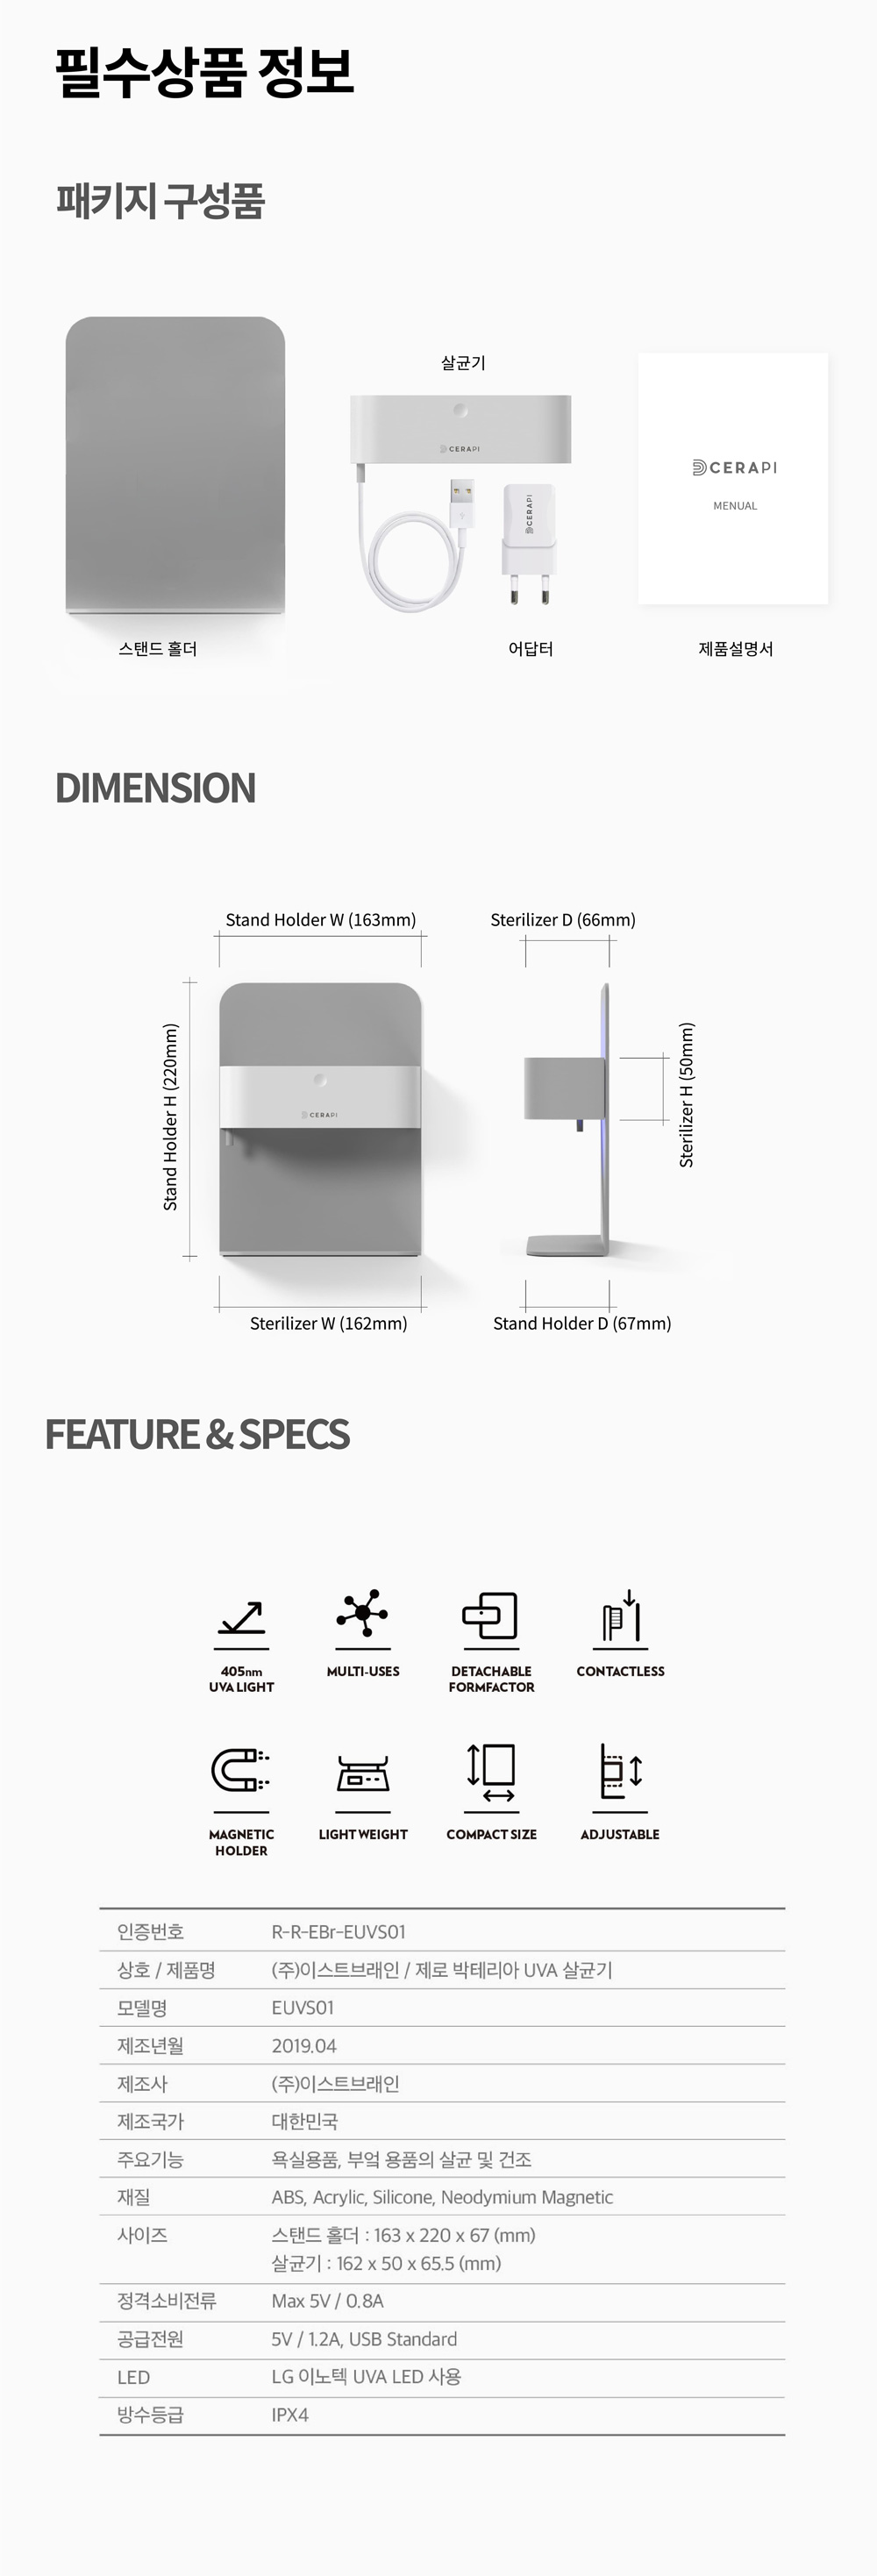 필수상품 정보
패키지 구성품
살균기
CERAPI
CERAPI
CERAPI
MENUAL
스탠드 홀더
어답터
제품설명서
DIMENSION
Stand Holder W (163mm)
Sterilizer D (66mm)
Stand Holder H (220mm)
CERAPI
Sterilizer H (50mm)
Sterilizer W (162mm)
Stand Holder D (67mm)
FEATURE & SPECS
405nm
UVA LIGHT
MULTI-USES
DETACHABLE
FORMFACTOR
CONTACTLESS
MAGNETIC
HOLDER
LIGHT WEIGHT
COMPACT SIZE
ADJUSTABLE
인증번호 R-R-EBr-EUVS01
상호 / 제품명 (주)이스트브래인 / 제로 박테리아 UVA 살균기
모델명 EUVS01
제조년월 2019.04
제조사 (주)이스트브래인
제조국가 대한민국
주요기능 욕실용품, 부엌 용품의 살균 및 건조
재질 ABS, Acrylic, Silicone, Neodymium Magnetic
사이즈 스탠드 홀더 : 163 x 220 x 67 (mm)
살균기 : 162 x 50 x 65.5 (mm)
정격소비전류 Max 5V / 0.8A
공급전원 5V / 1.2A, USB Standard
LED LG 이노텍 UVA LED 사용
방수등급 IPX4